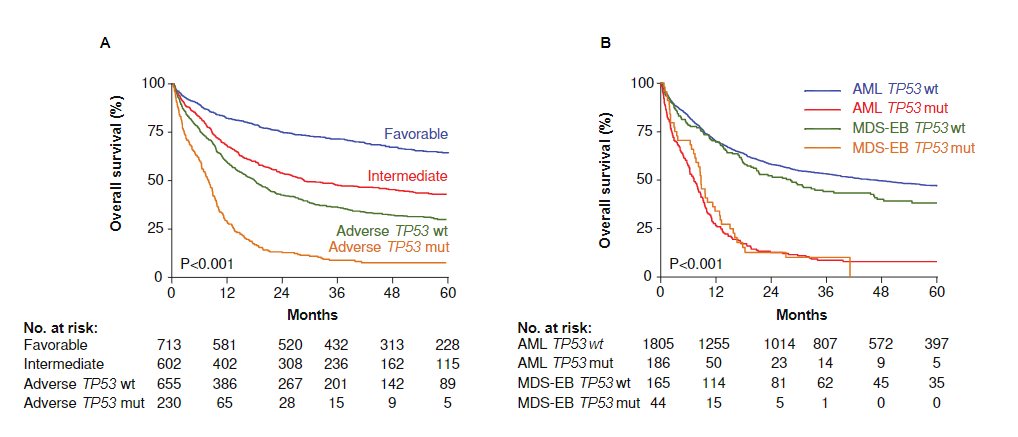 A
100
75
50
25
0
Overall survival (%)
Favorable
Intermediate
Adverse TP53 wt
Adverse TP53 mut
P<0.001
0 12 24 36 48 60
Months
No. at risk:
Favorable 713 581 520 432 313 228
Intermediate 602 402 308 236 162 115
Adverse TP53 wt 655 386 267 201 142 89
Adverse TP53 mut 230 65 28 15 9 5
B
100
75
50
25
0
Overall survival (%)
AML TP53 wt
AML TP53 mut
MDS-EB TP53 wt
MDS-EB TP53 mut
P<0.001
0 12 24 36 48 60
Months
No. at risk:
AML TP53 wt 1805 1255 1014 807 572 397
AML TP53 mut 186 50 23 14 9 5
MDS-EB TP53 wt 165 114 81 62 45 35
MDS-EB TP53 mut 44 15 5 1 0 0